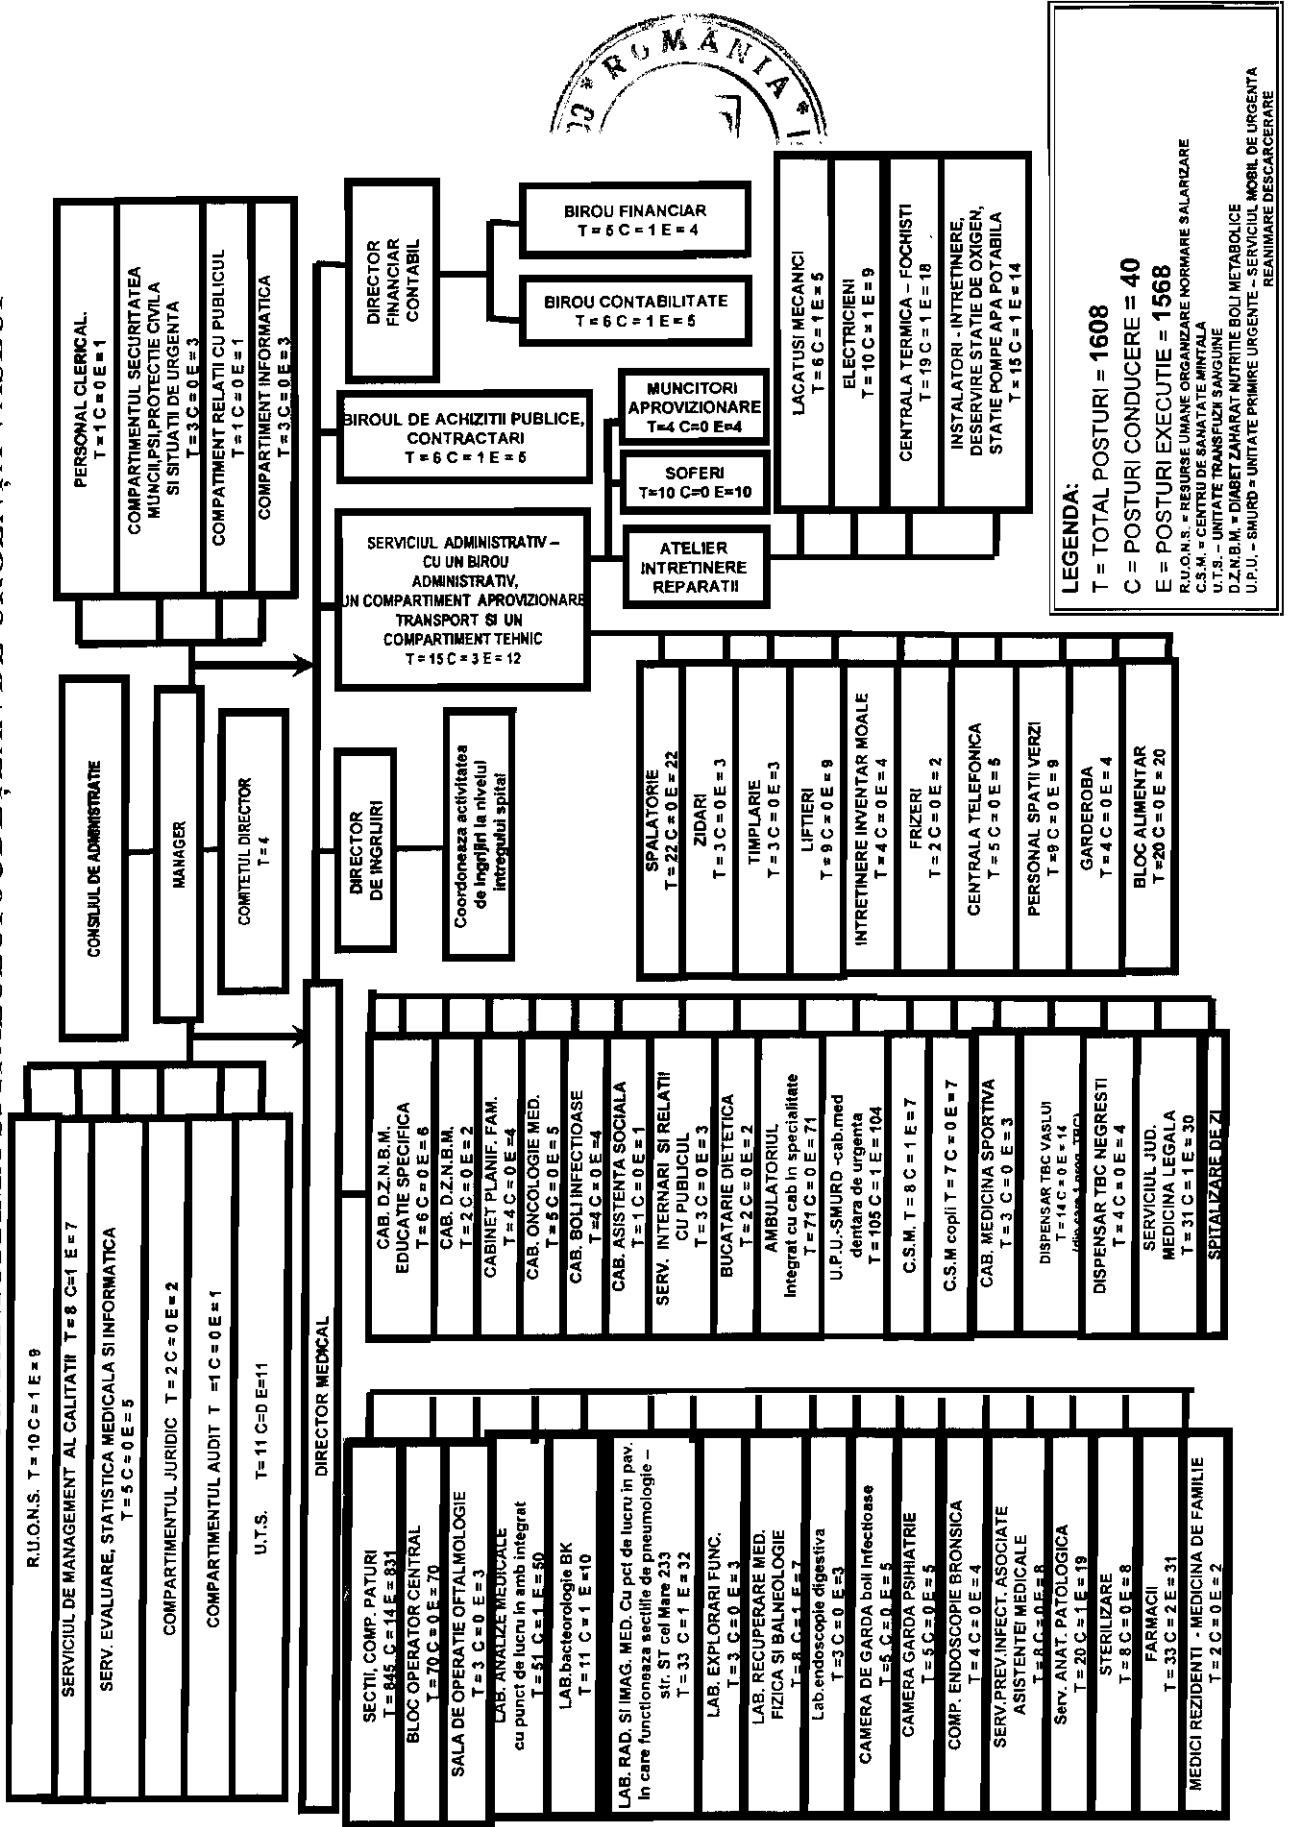 CONSILIUL DE ADMINISTRATIE
MANAGER
COMITETUL DIRECTOR
T = 4
R.U.O.N.S. T = 10 C = 1 E = 9
SERVICIUL DE MANAGEMENT AL CALITATII T = 8 C=1 E = 7
SERV. EVALUARE, STATISTICA MEDICALA SI INFORMATICA
T = 5 C = 0 E = 5
COMPARTIMENTUL JURIDIC T = 2 C = 0 E = 2
COMPARTIMENTUL AUDIT T =1 C = 0 E = 1
U.T.S. T= 11 C=D E=11
PERSONAL CLERICAL.
T = 1 C = 0 E = 1
COMPARTIMENTUL SECURITATEA
MUNCII,PSI,PROTECTIE CIVILA
SI SITUATII DE URGENTA
T = 3 C = 0 E = 3
COMPATIMENT RELATII CU PUBLICUL
T = 1 C = 0 E = 1
COMPARTIMENT INFORMATICA
T = 3 C = 0 E = 3
DIRECTOR MEDICAL
SECTII, COMP. PATURI
T = 845 C = 14 E = 831
BLOC OPERATOR CENTRAL
T = 70 C = 0 E = 70
SALA DE OPERATIE OFTALMOLOGIE
T = 3 C = 0 E = 3
LAB. ANALIZE MEDICALE
cu punct de lucru in amb integrat
T = 51 C = 1 E = 50
LAB.bacteorologie BK
T = 11 C = 1 E =10
LAB. RAD. SI IMAG. MED. Cu pct de lucru in pav.
In care functioneaza sectiile de pneumologie –
str. ST cel Mare 233
T = 33 C = 1 E = 32
LAB. EXPLORARI FUNC.
T = 3 C = 0 E = 3
LAB. RECUPERARE MED.
FIZICA SI BALNEOLOGIE
T = 8 C = 1 E = 7
Lab.endoscopie digestiva
T =3 C = 0 E =3
CAMERA DE GARDA boli Infectioase
T =5 C = 0 E = 5
CAMERA GARDA PSIHIATRIE
T = 5 C = 0 E = 5
COMP. ENDOSCOPIE BRONSICA
T = 4 C = 0 E = 4
SERV.PREV.INFECT. ASOCIATE
ASISTENTEI MEDICALE
T = 8 C = 0 E = 8
Serv. ANAT. PATOLOGICA
T = 20 C = 1 E = 19
STERILIZARE
T = 8 C = 0 E = 8
FARMACII
T = 33 C = 2 E = 31
MEDICI REZIDENTI - MEDICINA DE FAMILIE
T = 2 C = 0 E = 2
CAB. D.Z.N.B.M.
EDUCATIE SPECIFICA
T = 6 C = 0 E = 6
CAB. D.Z.N.B.M.
T = 2 C = 0 E = 2
CABINET PLANIF. FAM.
T = 4 C = 0 E =4
CAB. ONCOLOGIE MED.
T =5 C = 0 E = 5
CAB. BOLI INFECTIOASE
T =4 C = 0 E =4
CAB. ASISTENTA SOCIALA
T = 1 C = 0 E = 1
SERV. INTERNARI SI RELATII
CU PUBLICUL
T = 3 C = 0 E = 3
BUCATARIE DIETETICA
T = 2 C = 0 E = 2
AMBULATORIUL
Integrat cu cab in specialitate
T = 71 C = 0 E = 71
U.P.U.-SMURD -cab.med
dentara de urgenta
T = 105 C = 1 E = 104
C.S.M. T = 8 C = 1 E = 7
C.S.M copli T = 7 C = 0 E = 7
CAB. MEDICINA SPORTIVA
T = 3 C = 0 E = 3
DISPENSAR TBC VASLUI
T = 14 C = 0 E = 14
(din care 1 prog. TBC)
DISPENSAR TBC NEGRESTI
T = 4 C = 0 E = 4
SERVICIUL JUD.
MEDICINA LEGALA
T = 31 C = 1 E = 30
SPITALIZARE DE ZI
DIRECTOR
DE INGRIJIRI
Coordoneaza activitatea
de Ingrijiri la nivelul
intregului spital
SERVICIUL ADMINISTRATIV –
CU UN BIROU
ADMINISTRATIV,
UN COMPARTIMENT APROVIZIONARE
TRANSPORT SI UN
COMPARTIMENT TEHNIC
T = 15 C = 3 E = 12
BIROUL DE ACHIZITII PUBLICE,
CONTRACTARI
T = 6 C = 1 E = 5
DIRECTOR
FINANCIAR
CONTABIL
BIROU CONTABILITATE
T = 6 C = 1 E = 5
BIROU FINANCIAR
T = 5 C = 1 E = 4
SPALATORIE
T = 22 C = 0 E = 22
ZIDARI
T = 3 C = 0 E = 3
TIMPLARIE
T = 3 C = 0 E =3
LIFTIERI
T = 9 C = 0 E = 9
INTRETINERE INVENTAR MOALE
T = 4 C = 0 E = 4
FRIZERI
T = 2 C = 0 E = 2
CENTRALA TELEFONICA
T = 5 C = 0 E = 5
PERSONAL SPATII VERZI
T =9 C = 0 E = 9
GARDEROBA
T = 4 C = 0 E = 4
BLOC ALIMENTAR
T =20 C = 0 E = 20
ATELIER
INTRETINERE
REPARATII
SOFERI
T=10 C=0 E=10
MUNCITORI
APROVIZIONARE
T=4 C=0 E=4
LACATUSI MECANICI
T = 6 C = 1 E = 5
ELECTRICIENI
T = 10 C = 1 E = 9
CENTRALA TERMICA – FOCHISTI
T = 19 C = 1 E = 18
INSTALATORI - INTRETINERE,
DESERVIRE STATIE DE OXIGEN,
STATIE POMPE APA POTABILA
T = 15 C = 1 E = 14
* ROMÂNIA *
LEGENDA:
T = TOTAL POSTURI = 1608
C = POSTURI CONDUCERE = 40
E = POSTURI EXECUTIE = 1568
R.U.O.N.S. = RESURSE UMANE ORGANIZARE NORMARE SALARIZARE
C.S.M. = CENTRU DE SANATATE MINTALA
U.T.S. – UNITATE TRANSFUZII SANGUINE
D.Z.N.B.M. = DIABET ZAHARAT NUTRITIE BOLI METABOLICE
U.P.U. – SMURD = UNITATE PRIMIRE URGENTE – SERVICIUL MOBIL DE URGENTA
REANIMARE DESCARCERARE